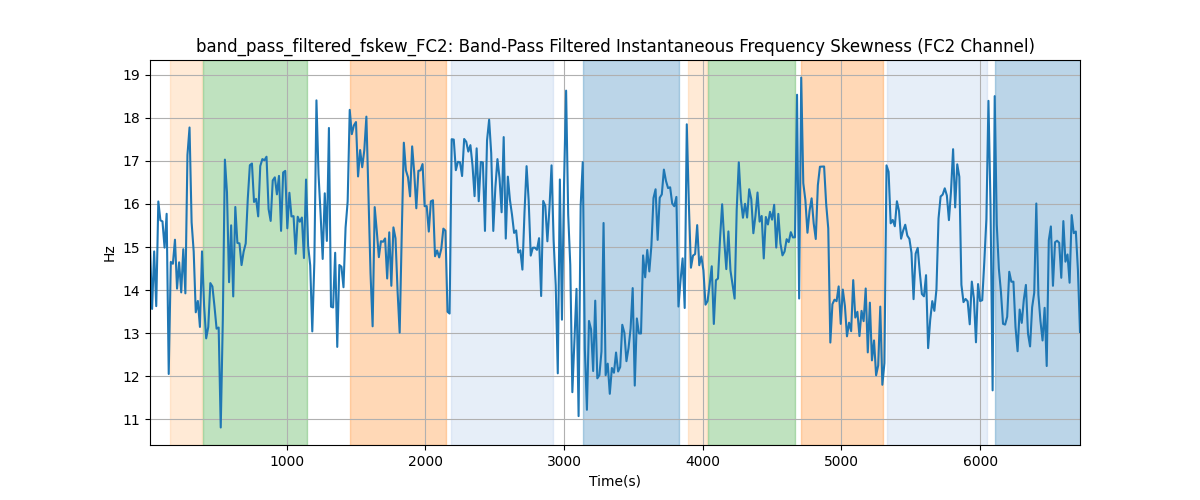 band_pass_filtered_fskew_FC2: Band-Pass Filtered Instantaneous Frequency Skewness (FC2 Channel)
19
18
17
16
15
14
13
12
11
Hz
1000 2000 3000 4000 5000 6000
Time(s)